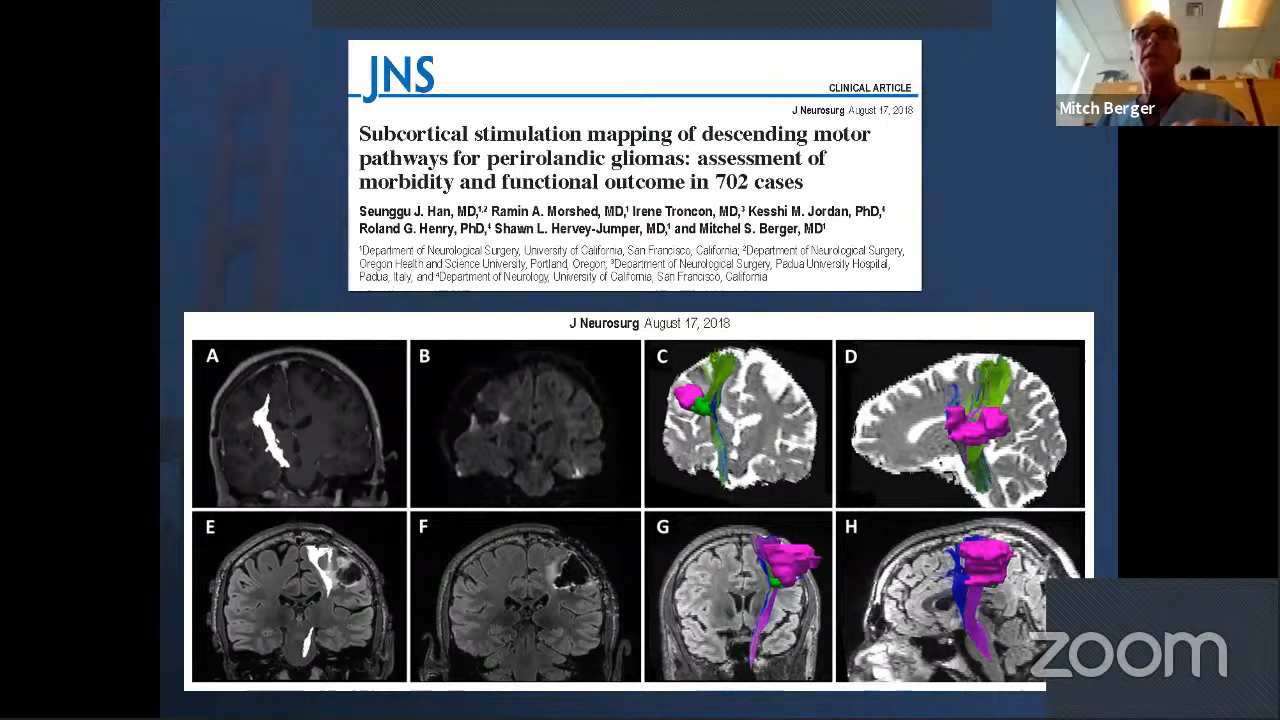 JNS
CLINICAL ARTICLE
J Neurosurg August 17, 2018
Subcortical stimulation mapping of descending motor
pathways for perirolandic gliomas: assessment of
morbidity and functional outcome in 702 cases
Seunggu J. Han, MD,1,2 Ramin A. Morshed, MD,1 Irene Troncon, MD,3 Kesshi M. Jordan, PhD,4
Roland G. Henry, PhD,4 Shawn L. Hervey-Jumper, MD,1 and Mitchel S. Berger, MD1
1Department of Neurological Surgery, University of California, San Francisco, California; 2Department of Neurological Surgery,
Oregon Health and Science University, Portland, Oregon; 3Department of Neurological Surgery, Padua University Hospital,
Padua, Italy, and 4Department of Neurology, University of California, San Francisco, California
Mitch Berger
J Neurosurg August 17, 2018
A
B
C
D
E
F
G
H
zoom